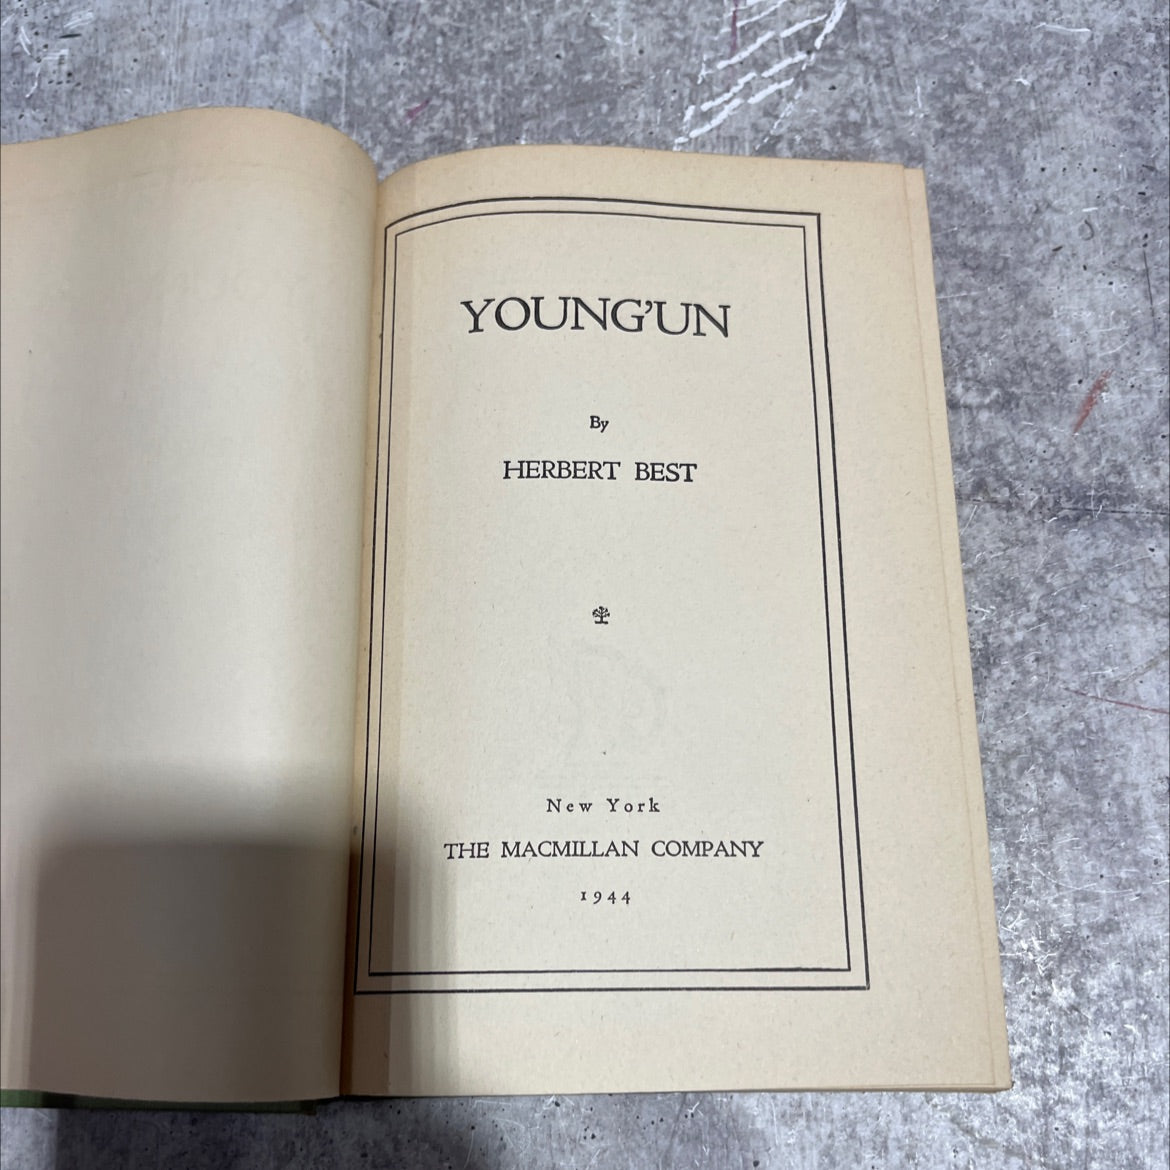 YOUNG'UN
By
HERBERT BEST
New York
THE MACMILLAN COMPANY
1944